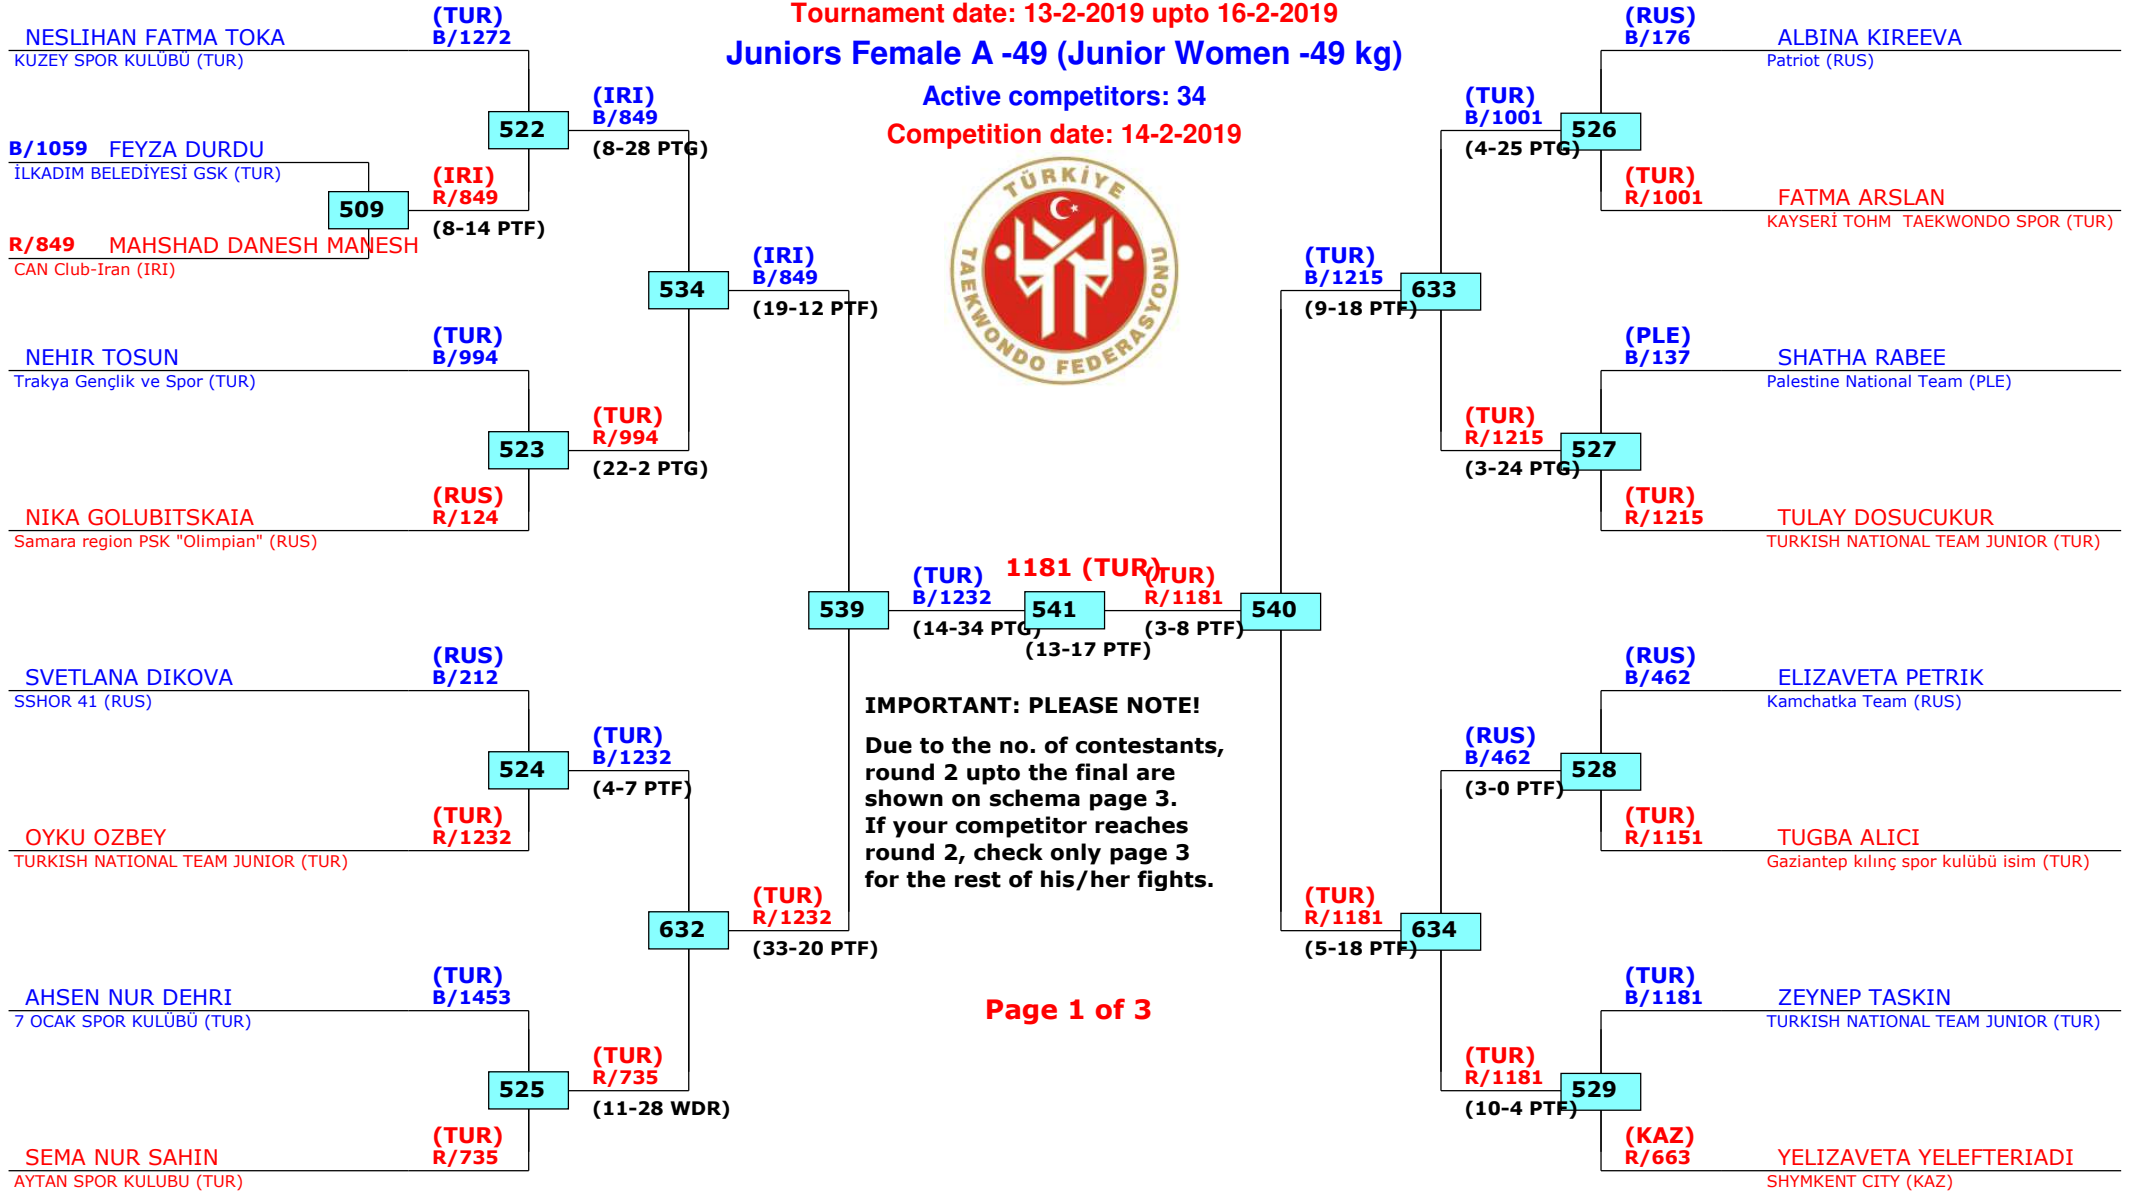 Tournament date: 13-2-2019 upto 16-2-2019
Juniors Female A -49 (Junior Women -49 kg)
Active competitors: 34
Competition date: 14-2-2019
TÜRKİYE
TAEKWONDO FEDERASYONU
NESLIHAN FATMA TOKA
KUZEY SPOR KULÜBÜ (TUR)
(TUR)
B/1272
B/1059 FEYZA DURDU
İLKADIM BELEDİYESİ GSK (TUR)
509
R/849 MAHSHAD DANESH MANESH
CAN Club-Iran (IRI)
(IRI)
R/849
(8-14 PTF)
522
(IRI)
B/849
(8-28 PTG)
NEHIR TOSUN
Trakya Gençlik ve Spor (TUR)
(TUR)
B/994
523
NIKA GOLUBITSKAIA
Samara region PSK "Olimpian" (RUS)
(RUS)
R/124
(TUR)
R/994
(22-2 PTG)
534
(IRI)
B/849
(19-12 PTF)
SVETLANA DIKOVA
SSHOR 41 (RUS)
(RUS)
B/212
524
OYKU OZBEY
TURKISH NATIONAL TEAM JUNIOR (TUR)
(TUR)
R/1232
(TUR)
B/1232
(4-7 PTF)
AHSEN NUR DEHRI
7 OCAK SPOR KULÜBÜ (TUR)
(TUR)
B/1453
525
SEMA NUR SAHIN
AYTAN SPOR KULUBU (TUR)
(TUR)
R/735
(TUR)
R/735
(11-28 WDR)
632
(TUR)
R/1232
(33-20 PTF)
539
(TUR)
B/1232
(14-34 PTG)
1181 (TUR)
541
(13-17 PTF)
(TUR)
R/1181
(3-8 PTF)
540
IMPORTANT: PLEASE NOTE!
Due to the no. of contestants,
round 2 upto the final are
shown on schema page 3.
If your competitor reaches
round 2, check only page 3
for the rest of his/her fights.
Page 1 of 3
(RUS)
B/176
ALBINA KIREEVA
Patriot (RUS)
526
(TUR)
R/1001
FATMA ARSLAN
KAYSERİ TOHM  TAEKWONDO SPOR (TUR)
(TUR)
B/1001
(4-25 PTG)
(TUR)
B/1215
(9-18 PTF)
633
(PLE)
B/137
SHATHA RABEE
Palestine National Team (PLE)
(TUR)
R/1215
(3-24 PTG)
527
(TUR)
R/1215
TULAY DOSUCUKUR
TURKISH NATIONAL TEAM JUNIOR (TUR)
(RUS)
B/462
ELIZAVETA PETRIK
Kamchatka Team (RUS)
(RUS)
B/462
(3-0 PTF)
528
(TUR)
R/1151
TUGBA ALICI
Gaziantep kılınç spor kulübü isim (TUR)
(TUR)
R/1181
(5-18 PTF)
634
(TUR)
B/1181
ZEYNEP TASKIN
TURKISH NATIONAL TEAM JUNIOR (TUR)
(TUR)
R/1181
(10-4 PTF)
529
(KAZ)
R/663
YELIZAVETA YELEFTERIADI
SHYMKENT CITY (KAZ)